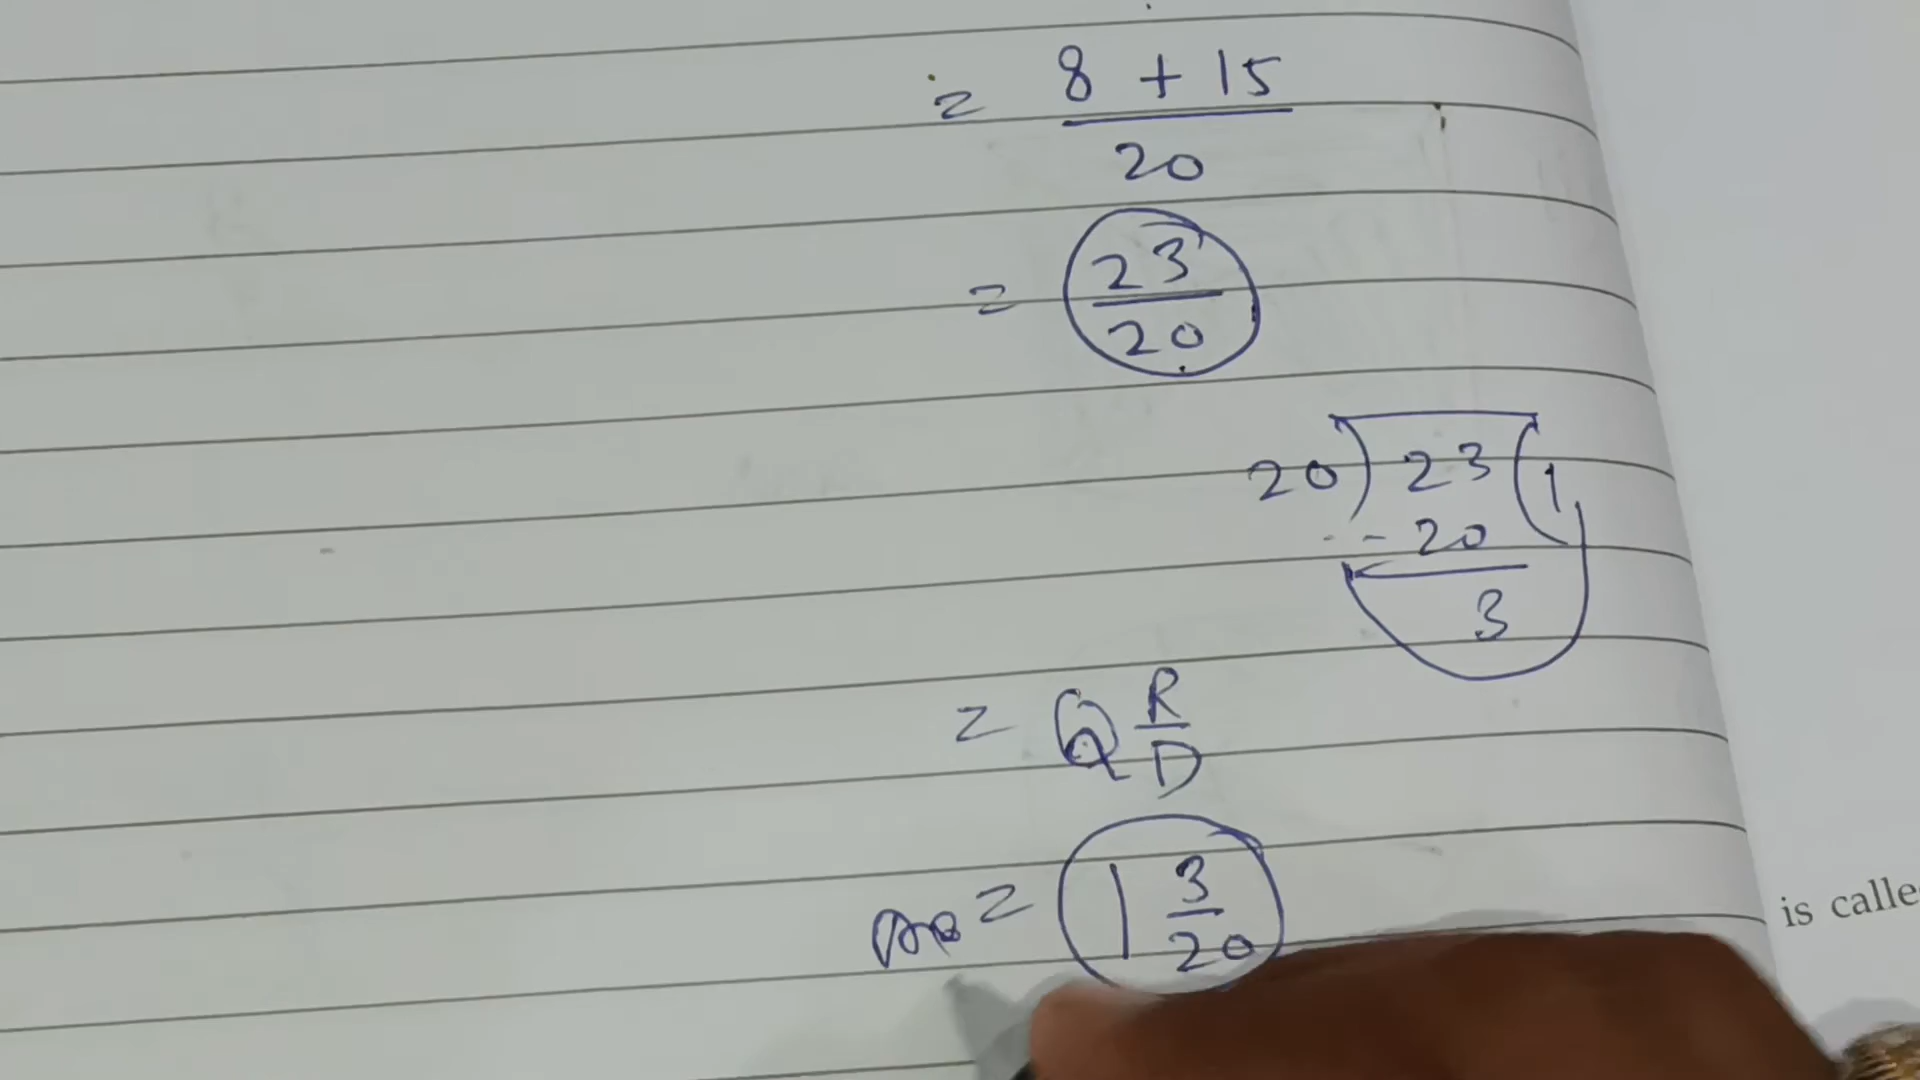 = 8 + 15
20
= 23
20
20) 23 (1
- 20
3
= Q R
D
= 1 3
20
is calle